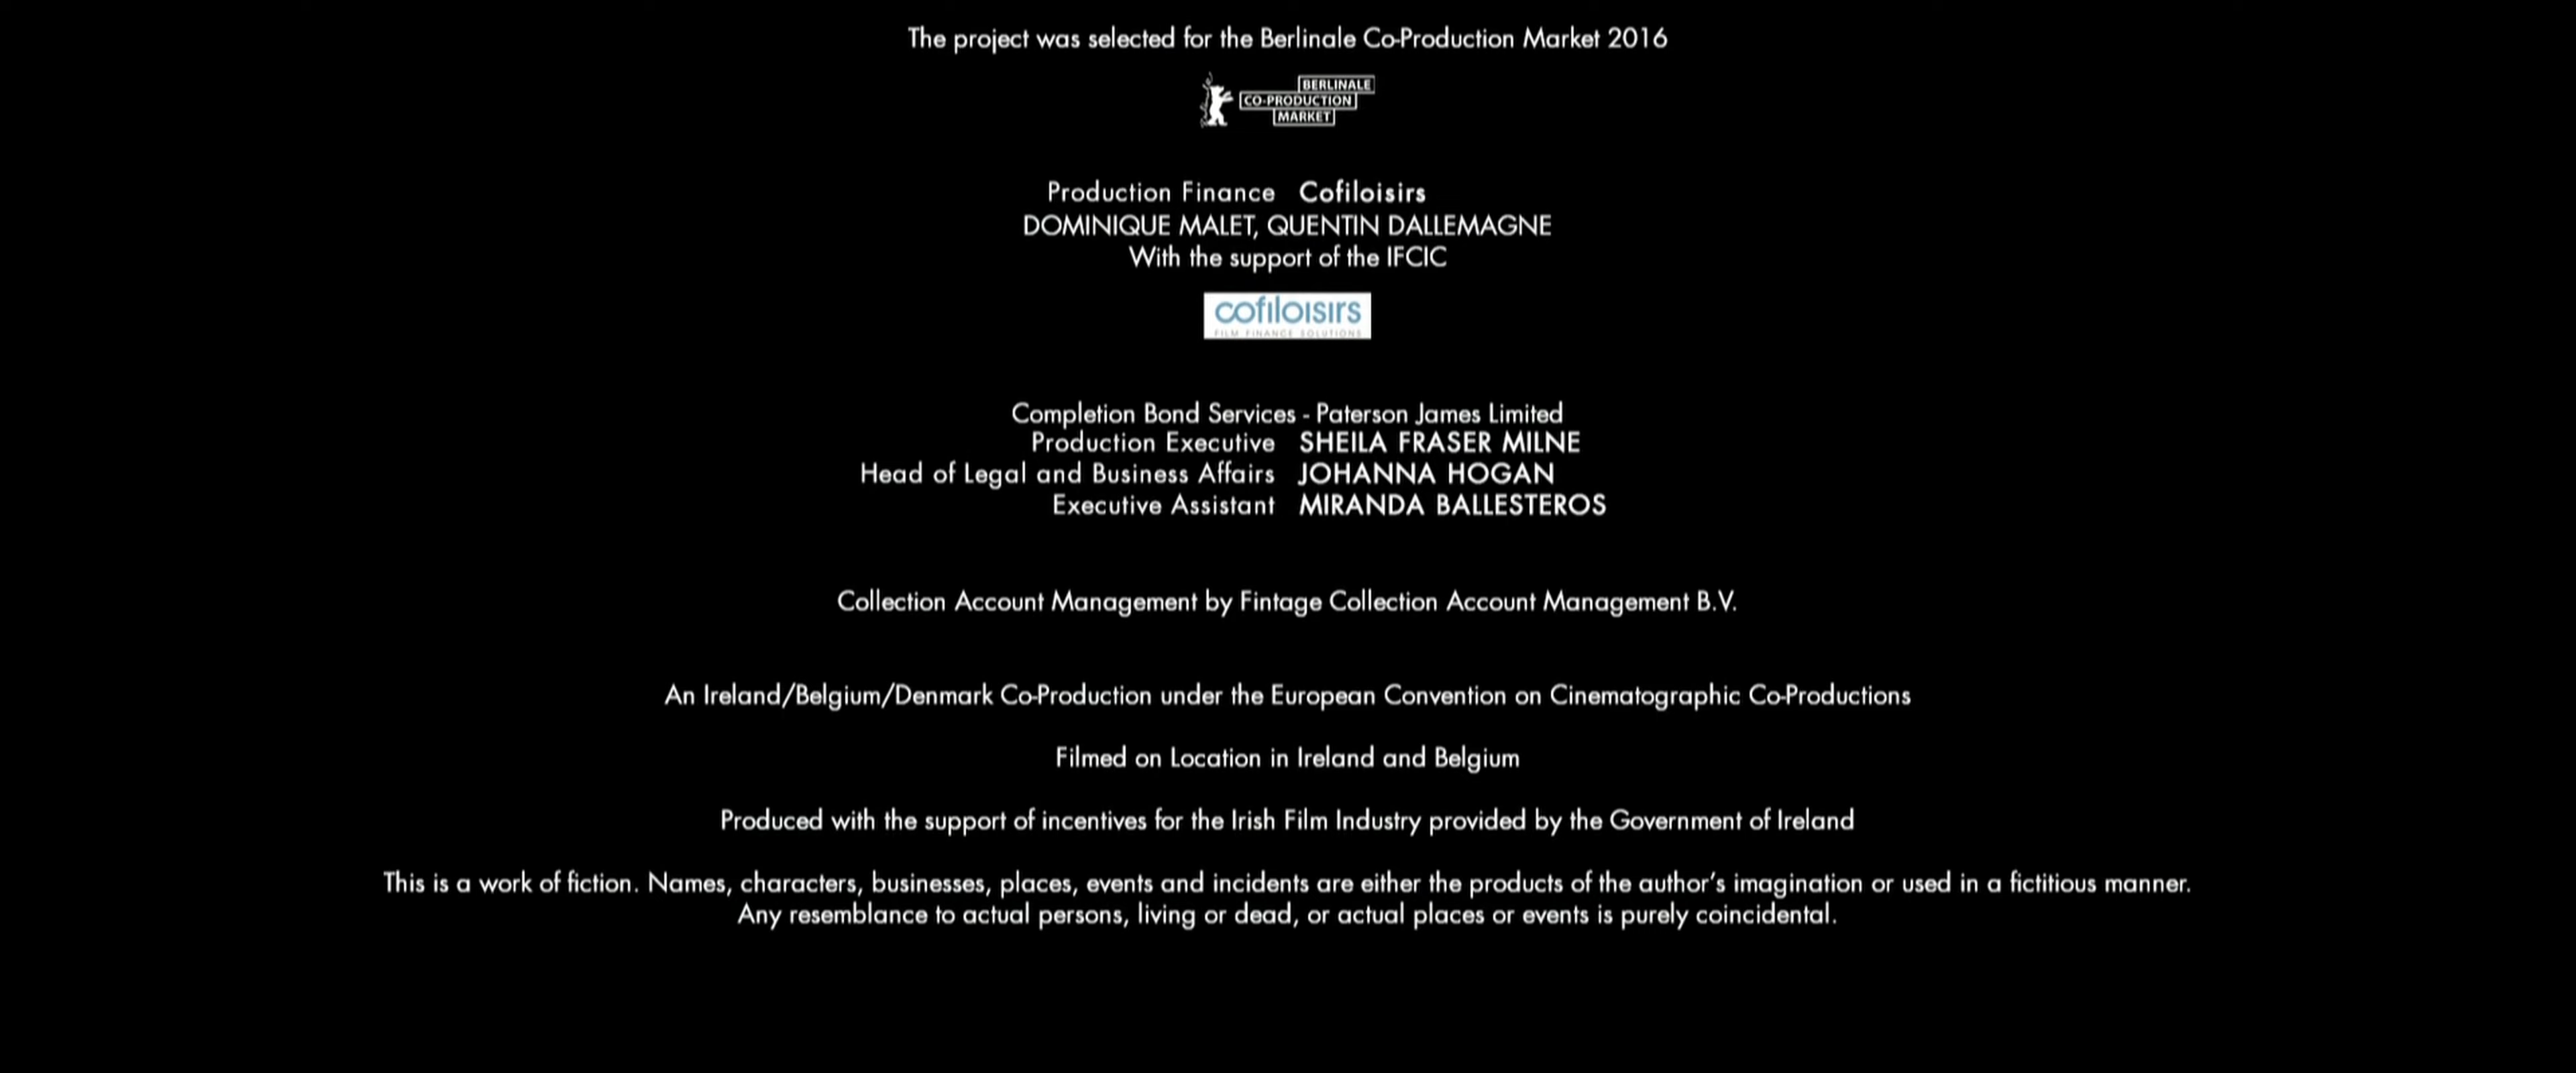 The project was selected for the Berlinale Co-Production Market 2016
BERLINALE
CO-PRODUCTION
MARKET
Production Finance Cofiloisirs
DOMINIQUE MALET, QUENTIN DALLEMAGNE
With the support of the IFCIC
cofiloisirs
FILM FINANCE SOLUTIONS
Completion Bond Services - Paterson James Limited
Production Executive SHEILA FRASER MILNE
Head of Legal and Business Affairs JOHANNA HOGAN
Executive Assistant MIRANDA BALLESTEROS
Collection Account Management by Fintage Collection Account Management B.V.
An Ireland/Belgium/Denmark Co-Production under the European Convention on Cinematographic Co-Productions
Filmed on Location in Ireland and Belgium
Produced with the support of incentives for the Irish Film Industry provided by the Government of Ireland
This is a work of fiction. Names, characters, businesses, places, events and incidents are either the products of the author’s imagination or used in a fictitious manner.
Any resemblance to actual persons, living or dead, or actual places or events is purely coincidental.